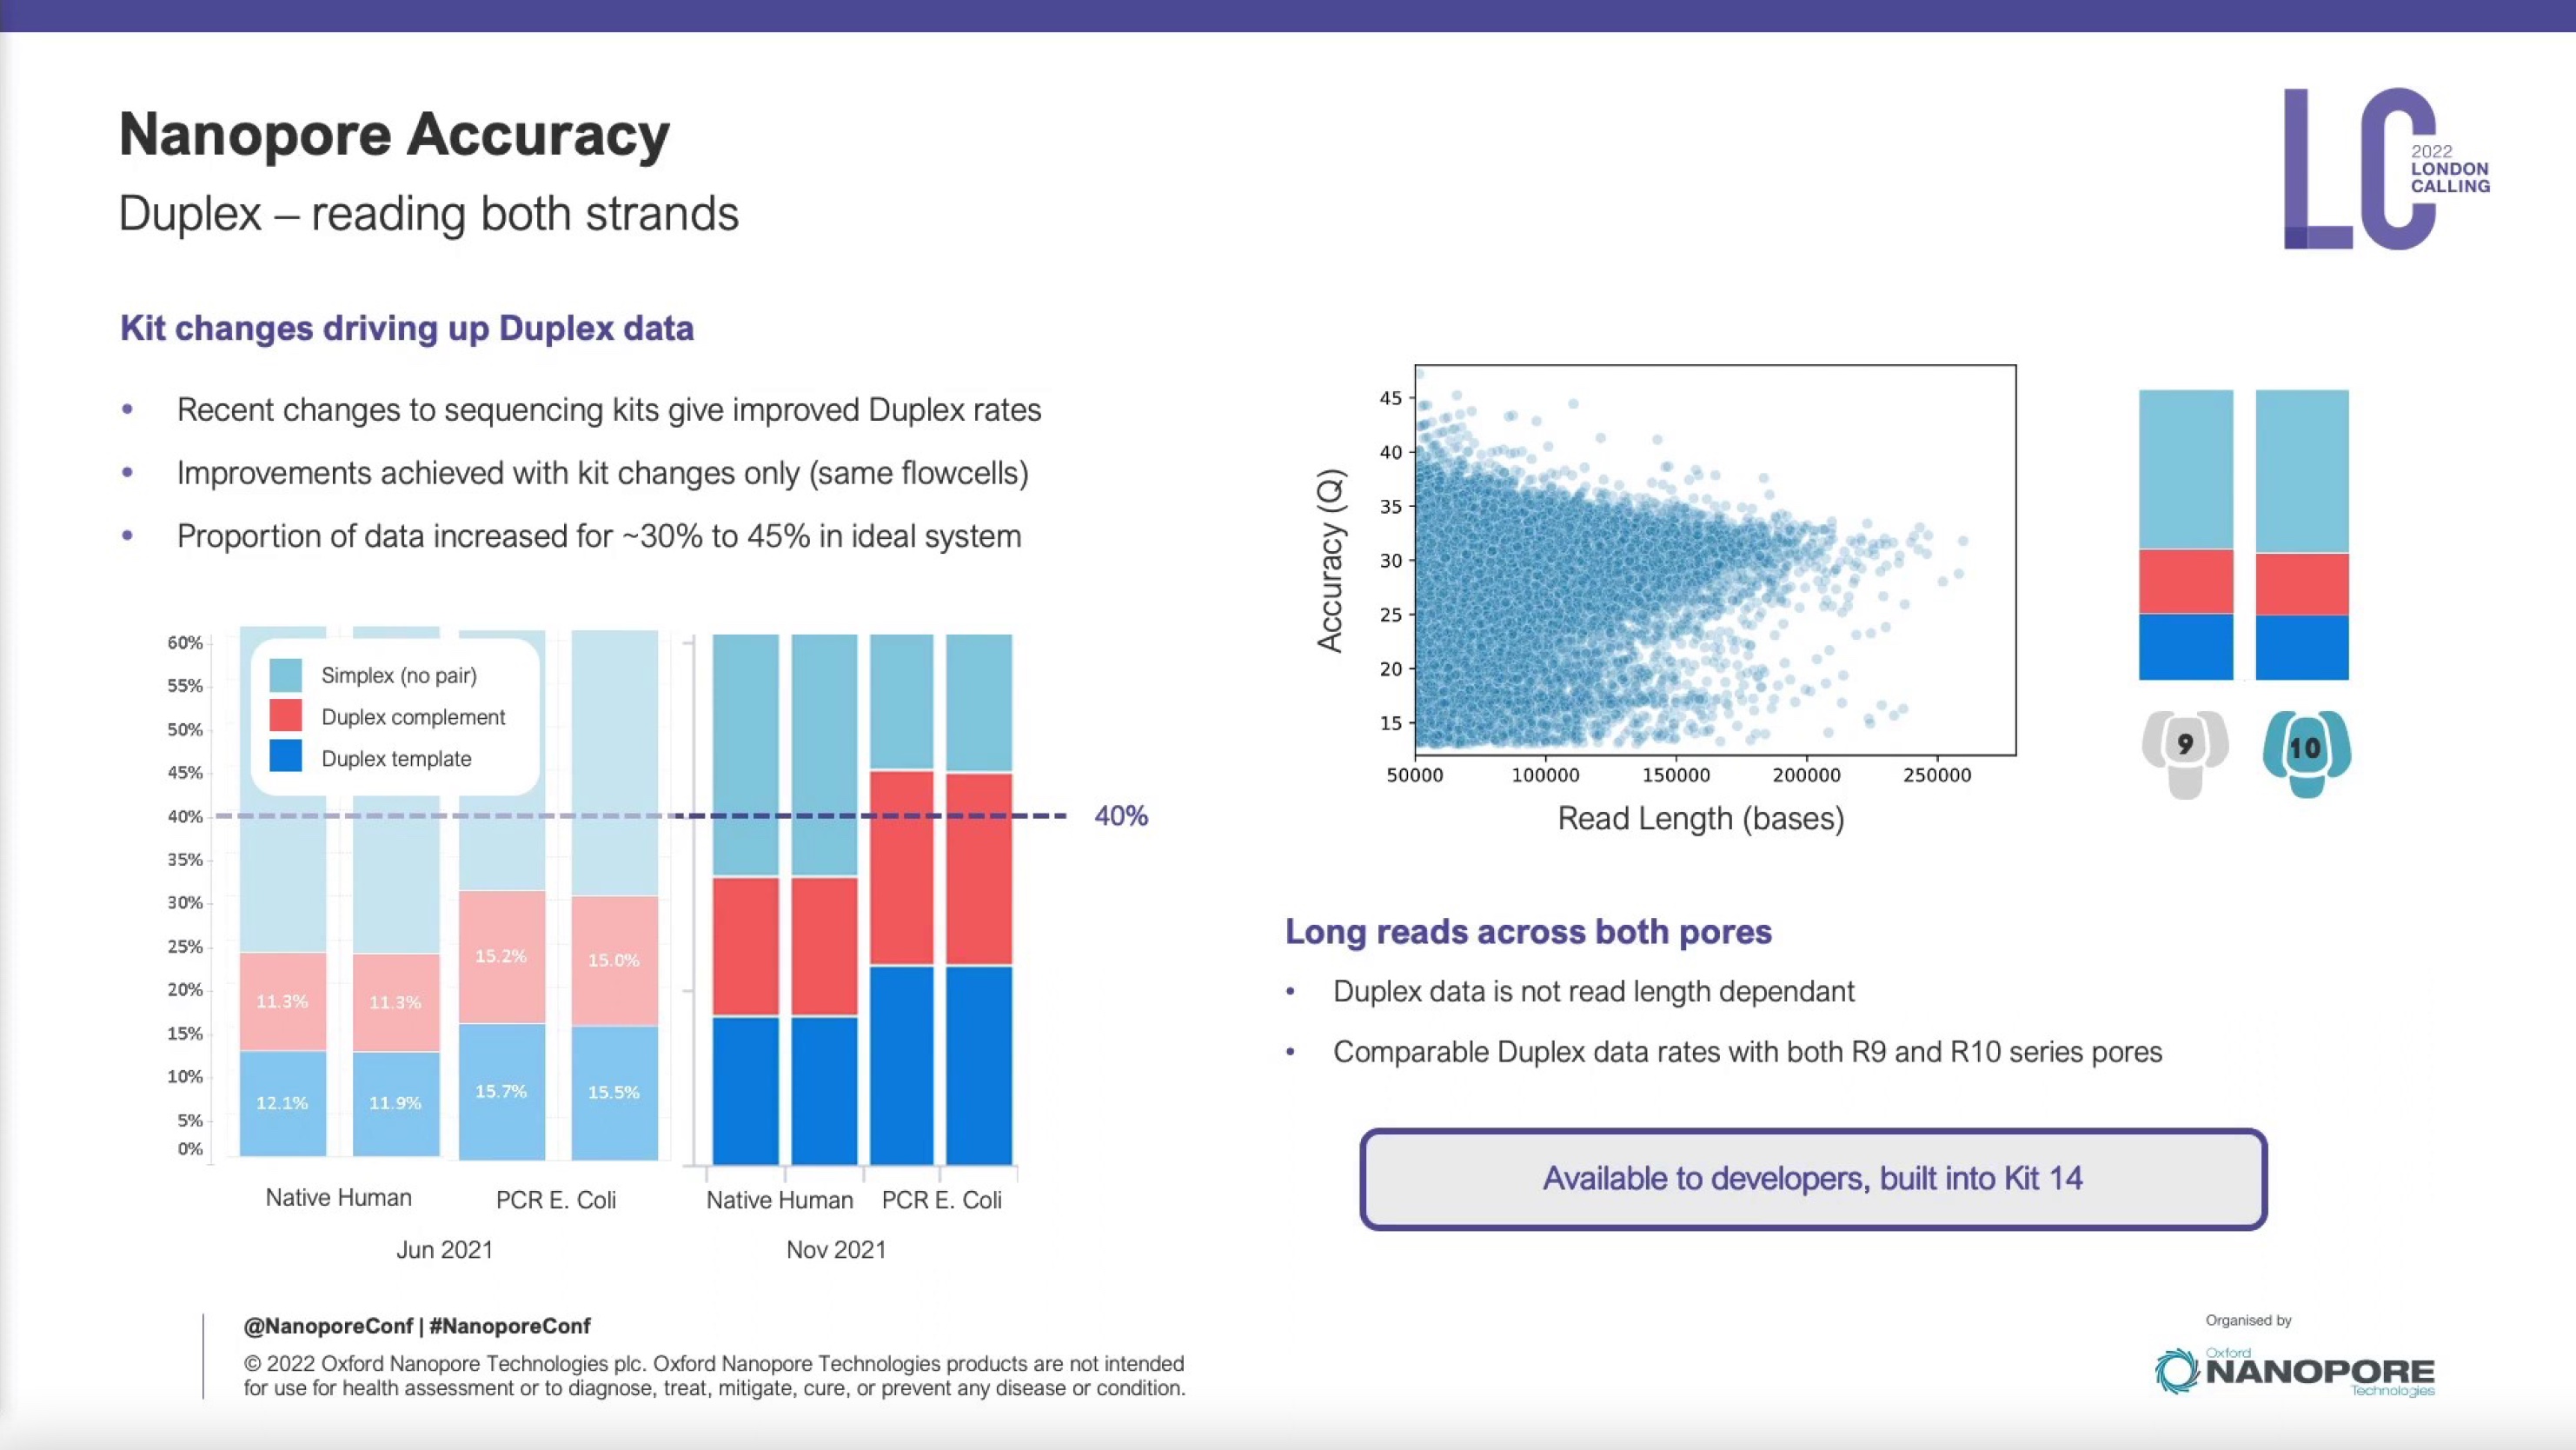 Nanopore Accuracy
Duplex – reading both strands
2022
LONDON
CALLING
Kit changes driving up Duplex data
• Recent changes to sequencing kits give improved Duplex rates
• Improvements achieved with kit changes only (same flowcells)
• Proportion of data increased for ~30% to 45% in ideal system
60%
55%
50%
45%
40%
35%
30%
25%
20%
15%
10%
5%
0%
Simplex (no pair)
Duplex complement
Duplex template
40%
11.3%
11.3%
15.2%
15.0%
12.1%
11.9%
15.7%
15.5%
Native Human
PCR E. Coli
Native Human
PCR E. Coli
Jun 2021
Nov 2021
Accuracy (Q)
45
40
35
30
25
20
15
50000 100000 150000 200000 250000
Read Length (bases)
9
10
Long reads across both pores
• Duplex data is not read length dependant
• Comparable Duplex data rates with both R9 and R10 series pores
Available to developers, built into Kit 14
@NanoporeConf | #NanoporeConf
© 2022 Oxford Nanopore Technologies plc. Oxford Nanopore Technologies products are not intended
for use for health assessment or to diagnose, treat, mitigate, cure, or prevent any disease or condition.
Organised by
Oxford
NANOPORE
Technologies